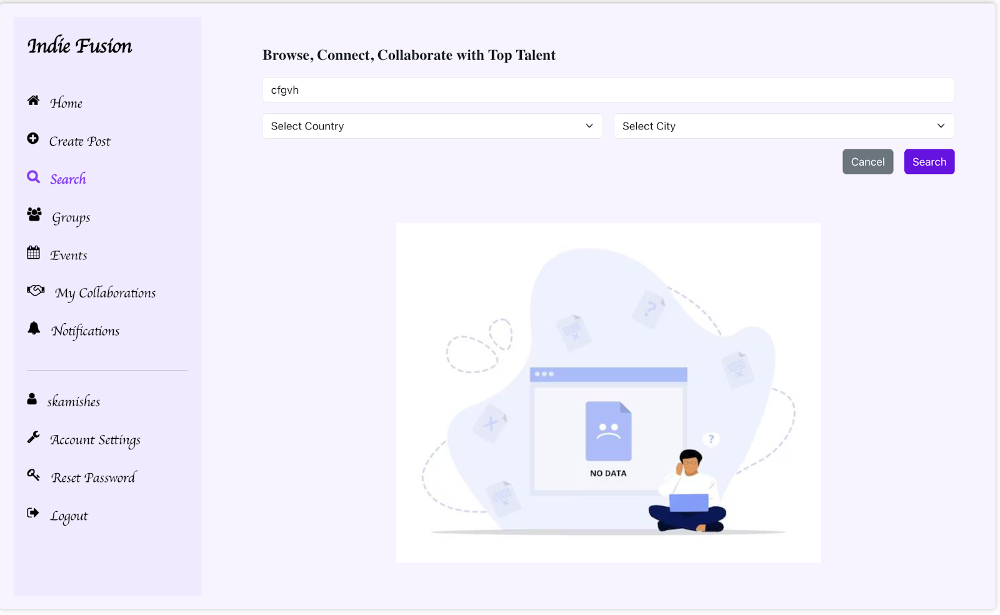 Indie Fusion
Home
Create Post
Search
Groups
Events
My Collaborations
Notifications
skamishes
Account Settings
Reset Password
Logout
Browse, Connect, Collaborate with Top Talent
cfgvh
Select Country
Select City
Cancel
Search
?
?
NO DATA